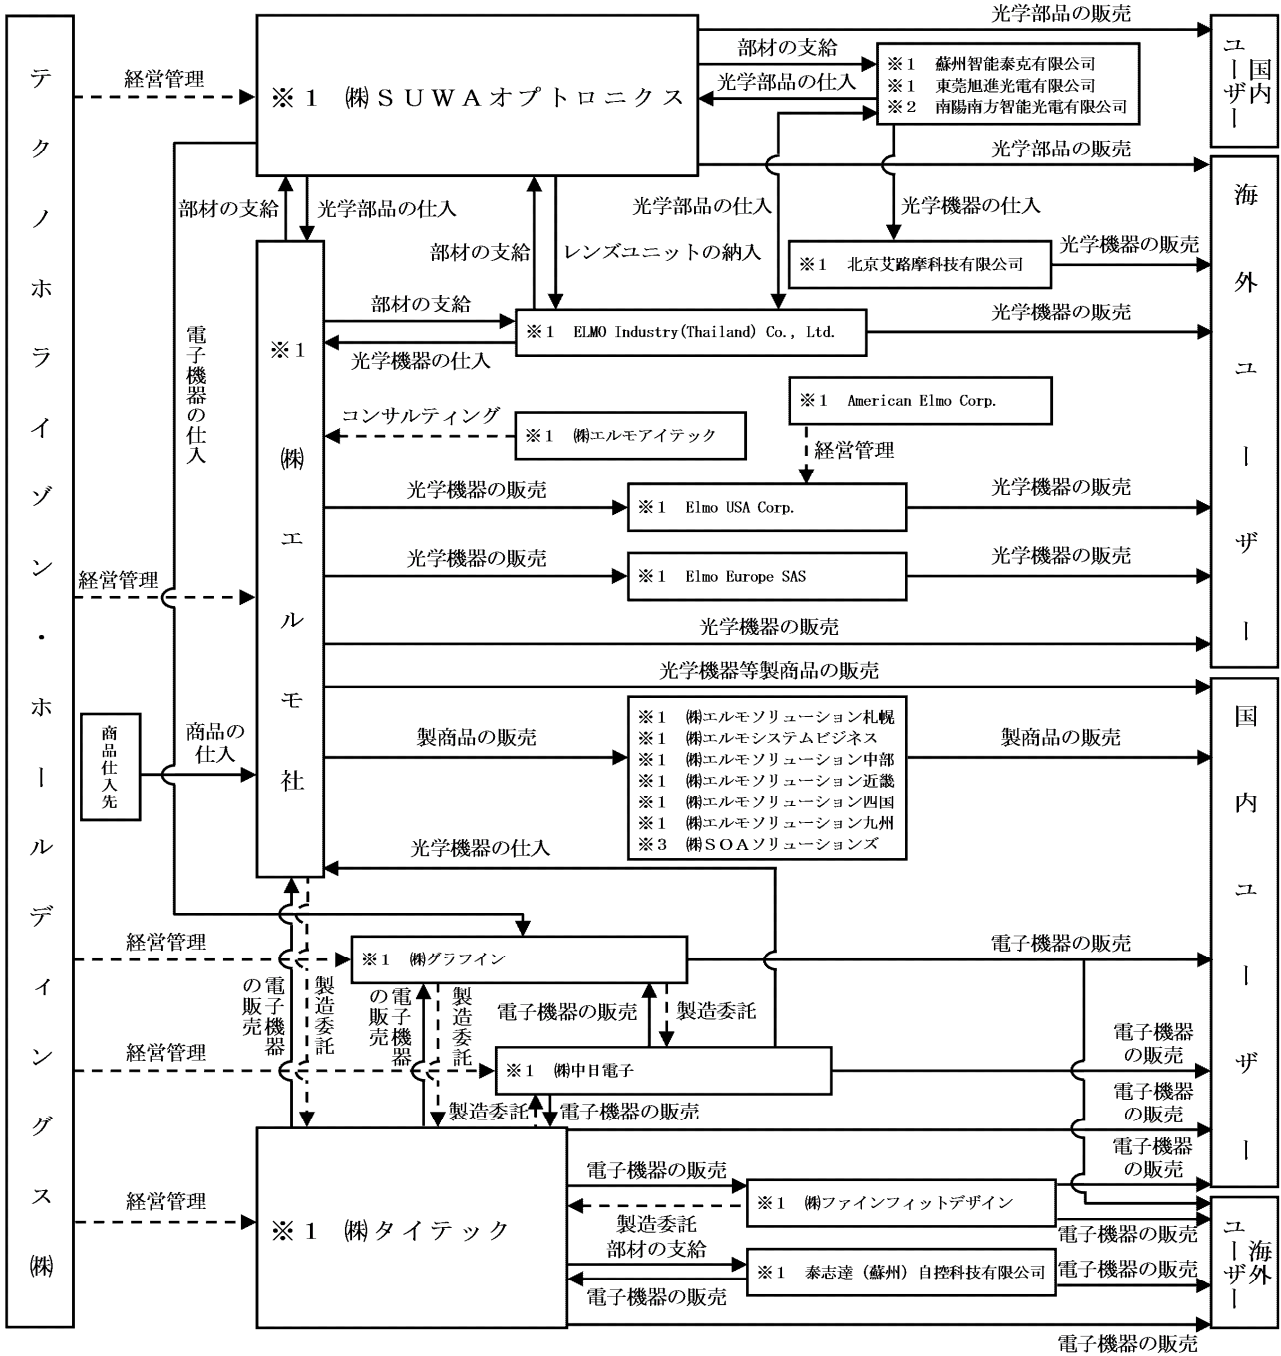 テクノホライゾン・ホールディングス㈱
経営管理
※1　㈱ＳＵＷＡオプトロニクス
光学部品の販売
国内ユーザー
部材の支給
光学部品の仕入
※1　蘇州智能泰克有限公司
※1　東莞旭進光電有限公司
※2　南陽南方智能光電有限公司
光学部品の販売
海外ユーザー
部材の支給
光学部品の仕入
部材の支給
レンズユニットの納入
光学部品の仕入
光学機器の仕入
※1　北京艾路摩科技有限公司
光学機器の販売
電子機器の仕入
※1　㈱エルモ社
部材の支給
光学機器の仕入
※1　ELMO Industry(Thailand) Co., Ltd.
光学機器の販売
※1　American Elmo Corp.
経営管理
コンサルティング
※1　㈱エルモアイテック
光学機器の販売
※1　Elmo USA Corp.
光学機器の販売
光学機器の販売
※1　Elmo Europe SAS
光学機器の販売
経営管理
光学機器の販売
光学機器等製商品の販売
国内ユーザー
商品仕入先
商品の
仕入
製商品の販売
※1　㈱エルモソリューション札幌
※1　㈱エルモシステムビジネス
※1　㈱エルモソリューション中部
※1　㈱エルモソリューション近畿
※1　㈱エルモソリューション四国
※1　㈱エルモソリューション九州
※3　㈱ＳＯＡソリューションズ
製商品の販売
光学機器の仕入
経営管理
※1　㈱グラフイン
電子機器の販売
電子機器
の販売
製造委託
電子機器
の販売
製造委託
電子機器の販売
製造委託
経営管理
※1　㈱中日電子
電子機器
の販売
製造委託
電子機器の販売
電子機器
の販売
経営管理
※1　㈱タイテック
電子機器の販売
製造委託
※1　㈱ファインフィットデザイン
電子機器
の販売
電子機器の販売
海外ユーザー
部材の支給
電子機器の販売
※1　泰志達（蘇州）自控科技有限公司
電子機器の販売
電子機器の販売